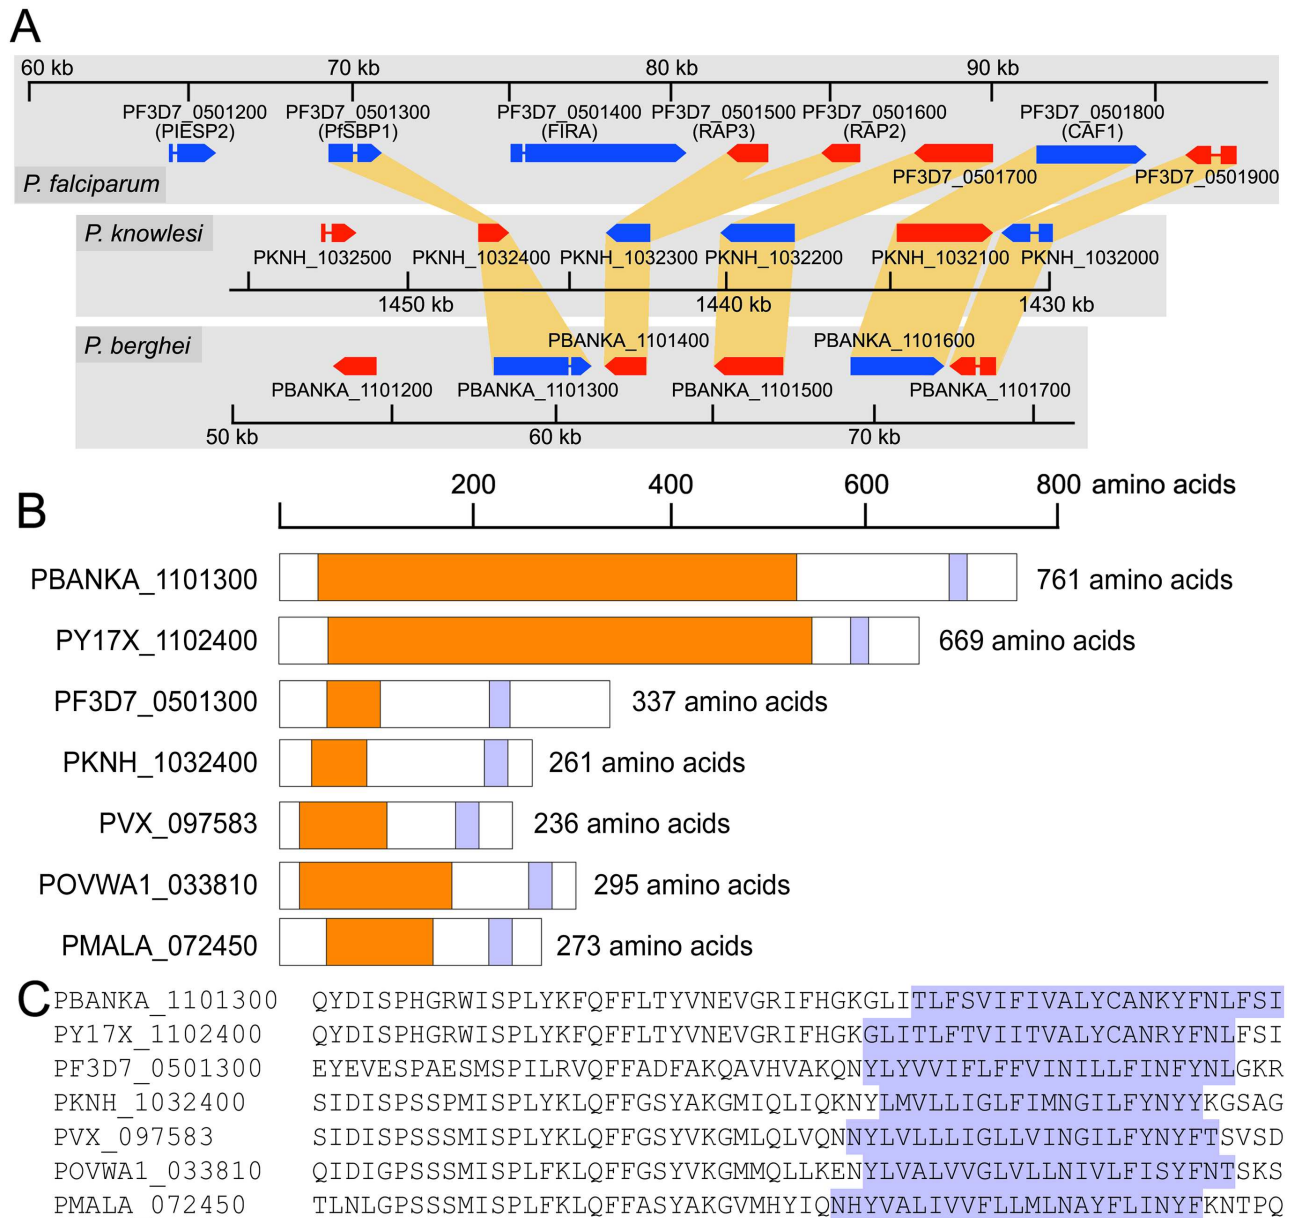 A
60 kb 70 kb 80 kb 90 kb
PF3D7_0501200 PF3D7_0501300 PF3D7_0501400 PF3D7_0501500 PF3D7_0501600 PF3D7_0501800
(PIESP2) (PfSBP1) (FIRA) (RAP3) (RAP2) (CAF1)
P. falciparum PF3D7_0501700 PF3D7_0501900
P. knowlesi
PKNH_1032500 PKNH_1032400 PKNH_1032300 PKNH_1032200 PKNH_1032100 PKNH_1032000
1450 kb 1440 kb 1430 kb
P. berghei PBANKA_1101400 PBANKA_1101600
PBANKA_1101200 PBANKA_1101300 PBANKA_1101500 PBANKA_1101700
50 kb 60 kb 70 kb
B
200 400 600 800 amino acids
PBANKA_1101300 761 amino acids
PY17X_1102400 669 amino acids
PF3D7_0501300 337 amino acids
PKNH_1032400 261 amino acids
PVX_097583 236 amino acids
POVWA1_033810 295 amino acids
PMALA_072450 273 amino acids
C
PBANKA_1101300 QYDISPHGRWISPLYKFQFFLTYVNEVGRIFHGKGLITLFSVIFIVALYCANKYFNLFSI
PY17X_1102400 QYDISPHGRWISPLYKFQFFLTYVNEVGRIFHGKGLITLFTVIITVALYCANRYFNLFSI
PF3D7_0501300 EYEVESPAESMSPILRVQFFADFAKQAVHVAKQNYLYVVIFLFFVINILLFINFYNLGKR
PKNH_1032400 SIDISPSSPMISPLYKLQFFGSYAKGMIQLIQKNYLMVLLIGLFIMNGILFYNYYKGSAG
PVX_097583 SIDISPSSSMISPLYKLQFFGSYVKGMLQLVQNNYLVLLLIGLLVINGILFYNYFTSVSD
POVWA1_033810 QIDIGPSSSMISPLFKLQFFGSYVKGMMQLLKENYLVALVVGLVLLNIVLFISYFNTSKS
PMALA_072450 TLNLGPSSSMISPLFKLQFFASYAKGVMHYIQNHYVALIVVFLLMLNAYFLINYFKNTPQ